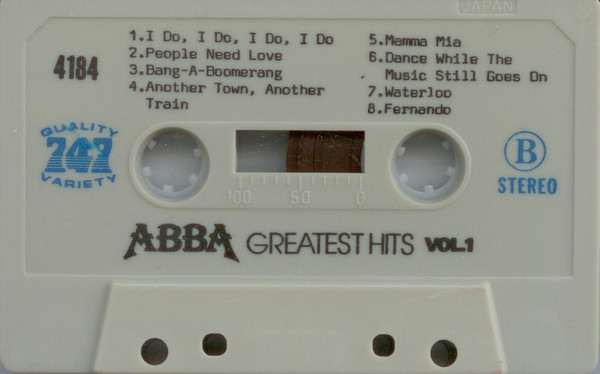 JAPAN
4184
1.I Do, I Do, I Do, I Do
2.People Need Love
3.Bang-A-Boomerang
4.Another Town, Another
Train
5.Mamma Mia
6.Dance While The
Music Still Goes On
7.Waterloo
8.Fernando
QUALITY
747
VARIETY
100 50 0
B
STEREO
ABBA GREATEST HITS VOL.1